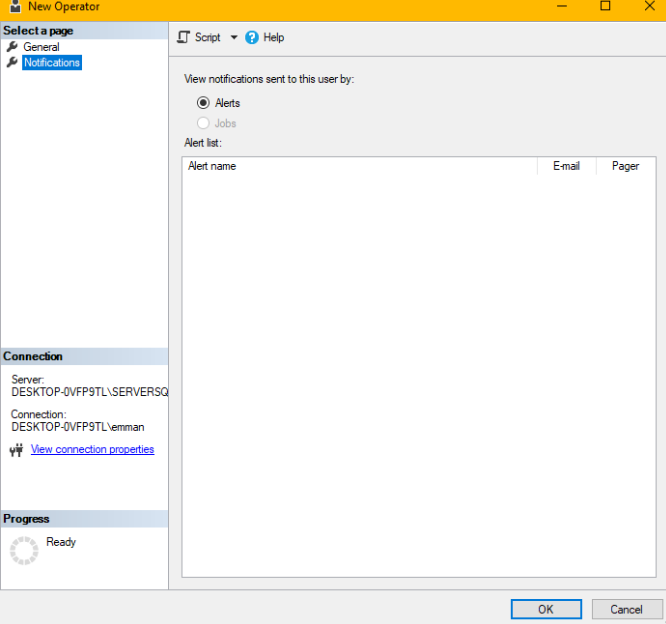 New Operator
Select a page
General
Notifications
Script
Help
View notifications sent to this user by:
Alerts
Jobs
Alert list:
Alert name E-mail Pager
Connection
Server:
DESKTOP-0VFP9TL\SERVERSQ
Connection:
DESKTOP-0VFP9TL\emman
View connection properties
Progress
Ready
OK
Cancel